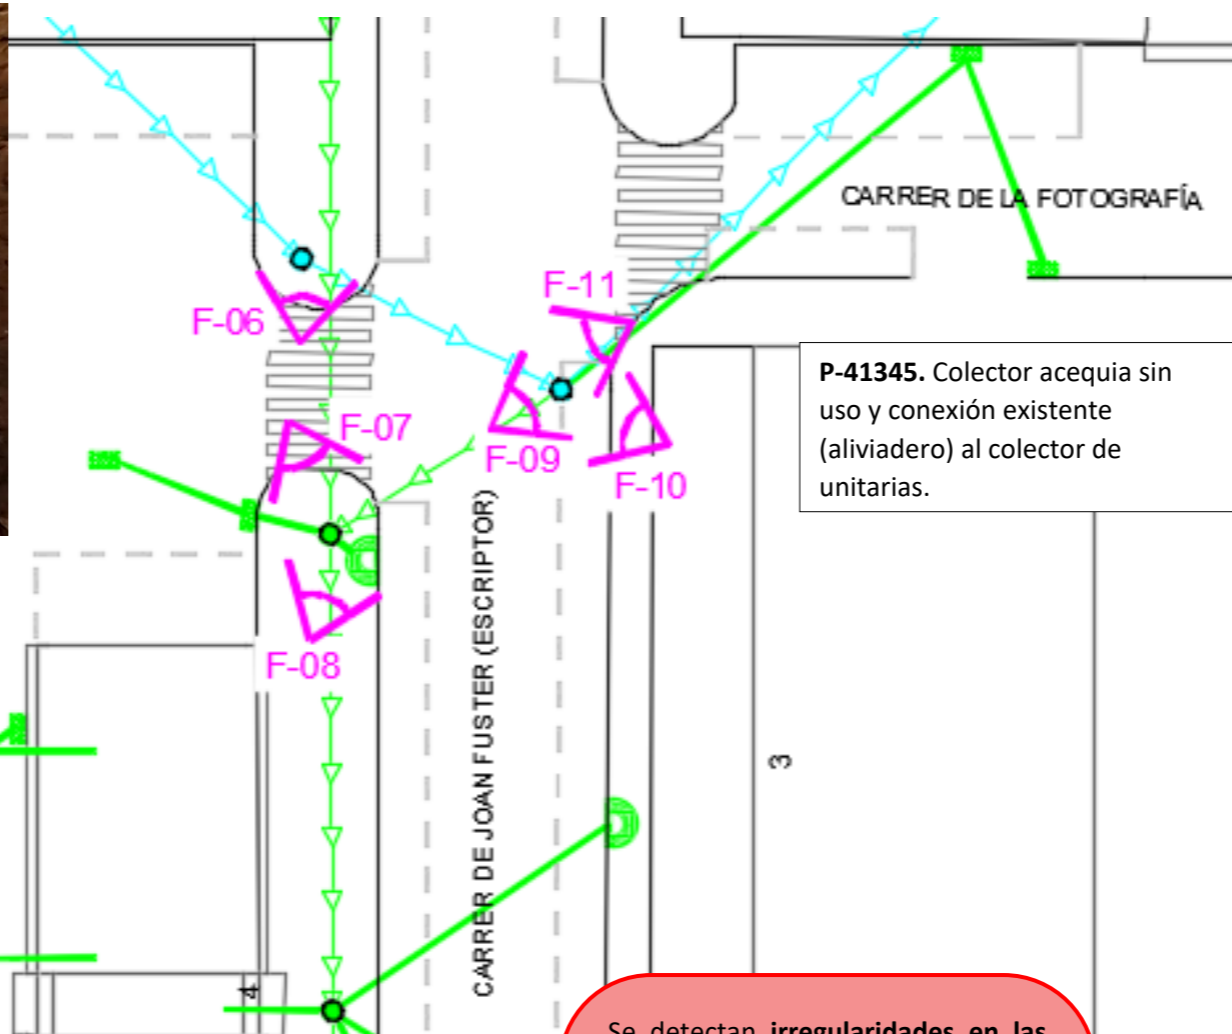 CARRER DE LA FOTOGRAFÍA
F-11
F-06
P-41345. Colector acequia sin
uso y conexión existente
(aliviadero) al colector de
unitarias.
F-07
F-09
F-10
F-08
CARRER DE JOAN FUSTER (ESCRIPTOR)
3
4
Se detectan irregularidades en las